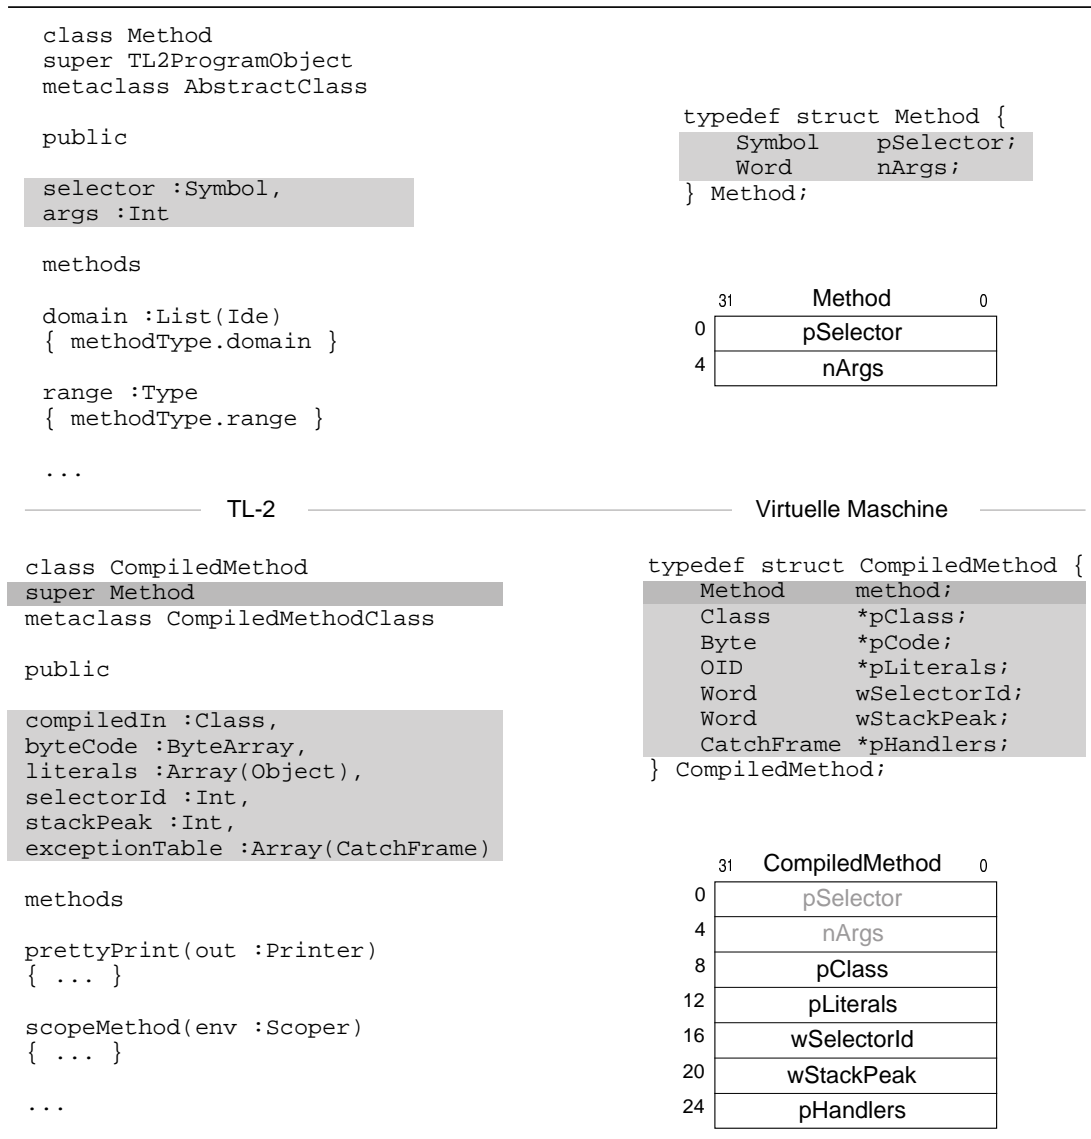 class Method
super TL2ProgramObject
metaclass AbstractClass
public
selector :Symbol,
args :Int
methods
domain :List(Ide)
{ methodType.domain }
range :Type
{ methodType.range }
...
typedef struct Method {
Symbol pSelector;
Word nArgs;
} Method;
31 Method 0
0 pSelector
4 nArgs
TL-2
Virtuelle Maschine
class CompiledMethod
super Method
metaclass CompiledMethodClass
public
compiledIn :Class,
byteCode :ByteArray,
literals :Array(Object),
selectorId :Int,
stackPeak :Int,
exceptionTable :Array(CatchFrame)
methods
prettyPrint(out :Printer)
{ ... }
scopeMethod(env :Scoper)
{ ... }
...
typedef struct CompiledMethod {
Method method;
Class *pClass;
Byte *pCode;
OID *pLiterals;
Word wSelectorId;
Word wStackPeak;
CatchFrame *pHandlers;
} CompiledMethod;
31 CompiledMethod 0
0 pSelector
4 nArgs
8 pClass
12 pLiterals
16 wSelectorId
20 wStackPeak
24 pHandlers